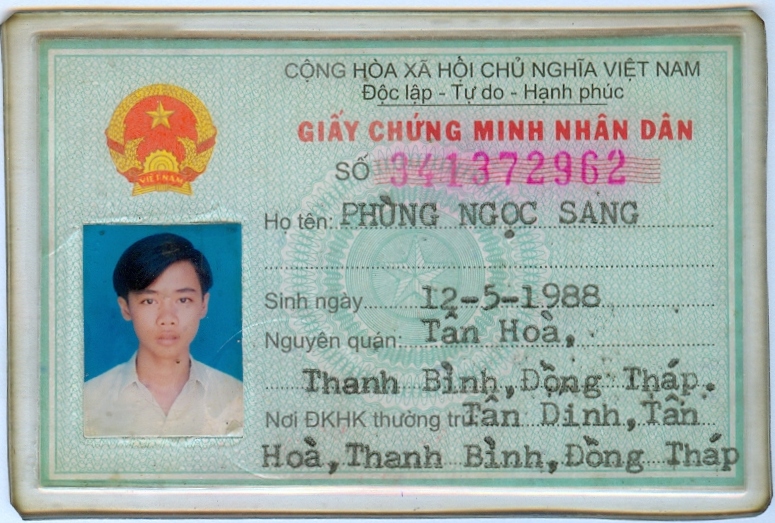 CỘNG HÒA XÃ HỘI CHỦ NGHĨA VIỆT NAM
Độc lập - Tự do - Hạnh phúc
GIẤY CHỨNG MINH NHÂN DÂN
SỐ 341372962
Họ tên: PHÙNG NGỌC SANG
Sinh ngày 12-5-1988
Nguyên quán: Tân Hoà,
Thanh Bình, Đồng Tháp.
Nơi ĐKHK thường trú Tân Dinh, Tân
Hoà, Thanh Bình, Đồng Tháp
VIỆT NAM